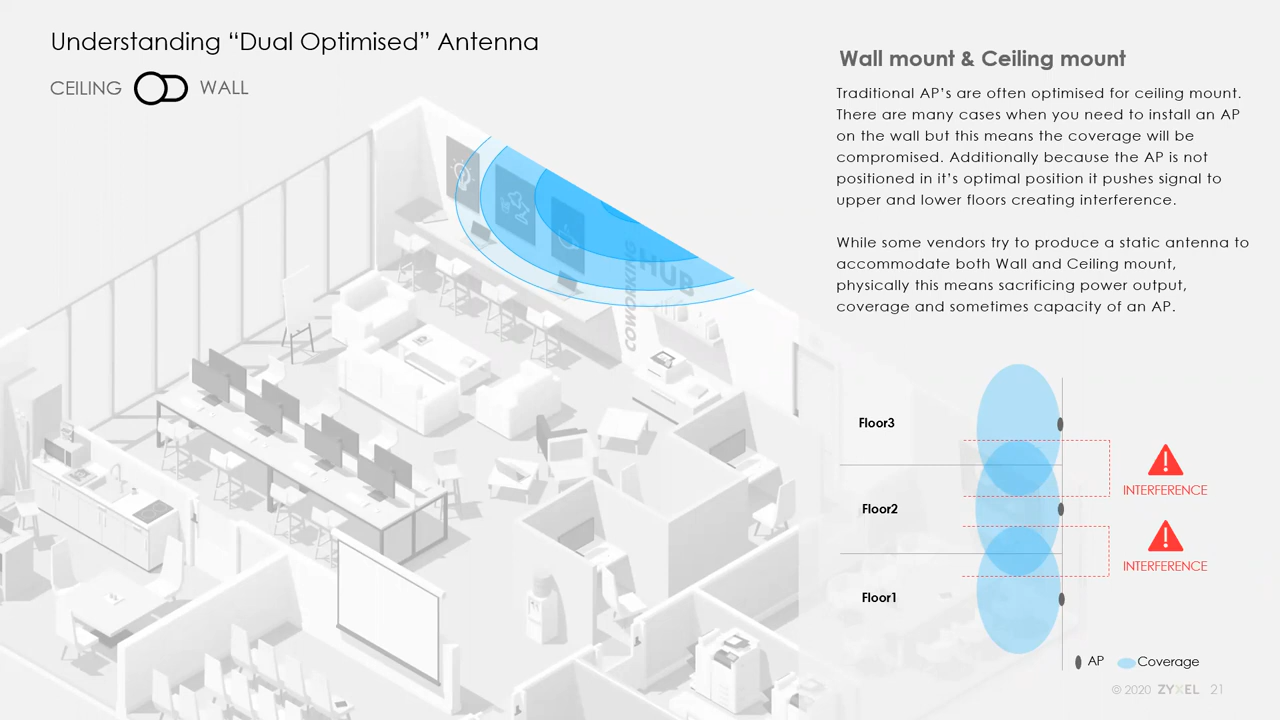 Understanding “Dual Optimised” Antenna
CEILING
WALL
Wall mount & Ceiling mount
Traditional AP’s are often optimised for ceiling mount.
There are many cases when you need to install an AP
on the wall but this means the coverage will be
compromised. Additionally because the AP is not
positioned in it’s optimal position it pushes signal to
upper and lower floors creating interference.
While some vendors try to produce a static antenna to
accommodate both Wall and Ceiling mount,
physically this means sacrificing power output,
coverage and sometimes capacity of an AP.
COWORKING
HUB
Floor3
INTERFERENCE
Floor2
INTERFERENCE
Floor1
AP
Coverage
© 2020 ZYXEL 21